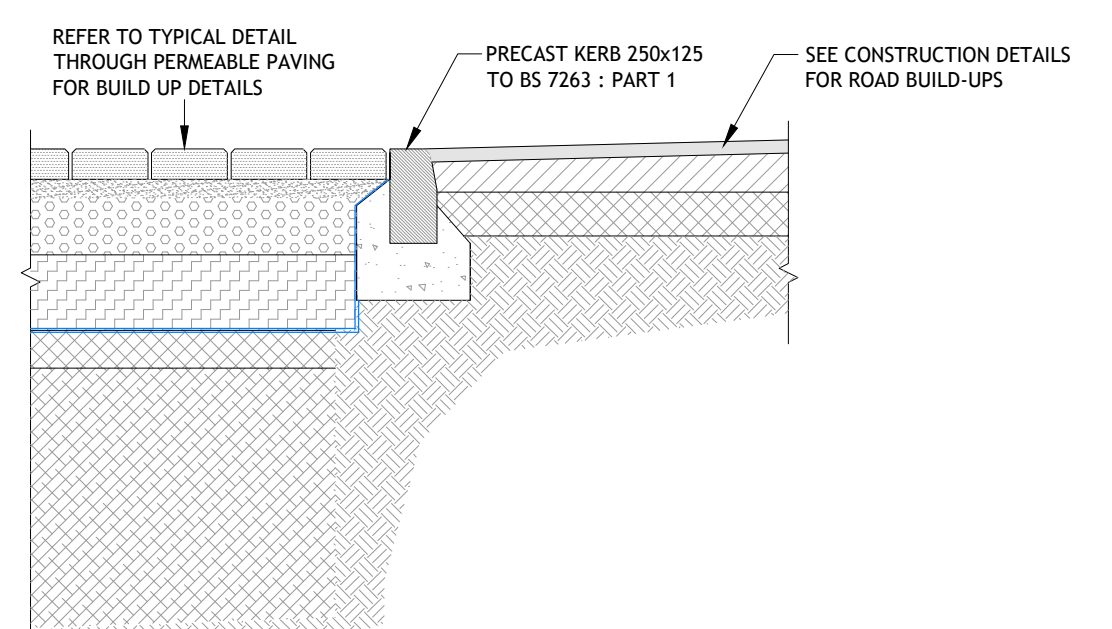 REFER TO TYPICAL DETAIL
THROUGH PERMEABLE PAVING
FOR BUILD UP DETAILS
PRECAST KERB 250x125
TO BS 7263 : PART 1
SEE CONSTRUCTION DETAILS
FOR ROAD BUILD-UPS